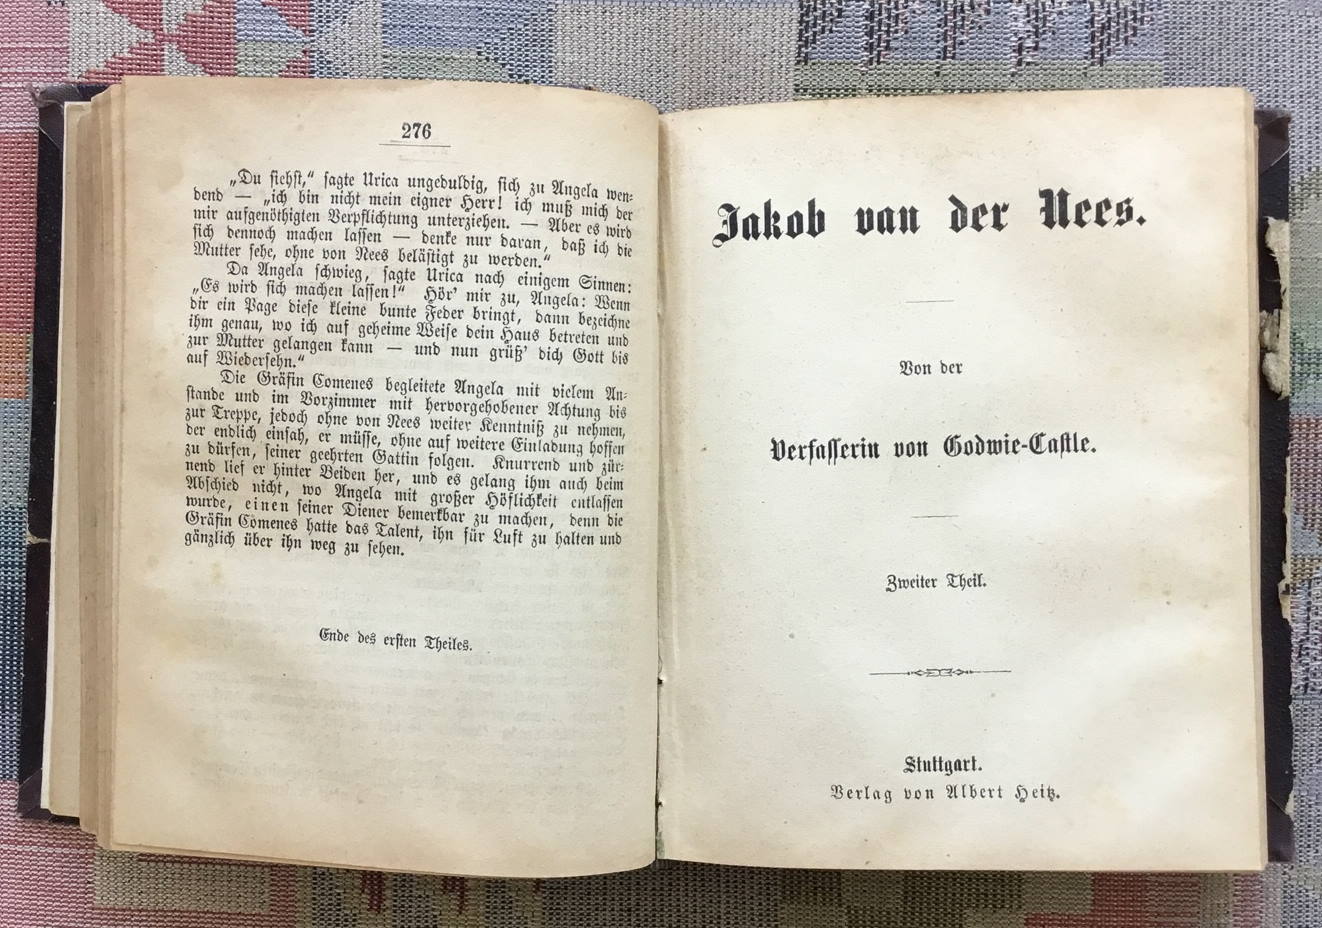 276
„Du siehst,“ sagte Urica ungeduldig, sich zu Angela wen-
dend — „ich bin nicht mein eigner Herr! ich muß mich der
mir aufgenöthigten Verpflichtung unterziehen. — Aber es wird
sich dennoch machen lassen — denke nur daran, daß ich die
Mutter sehe, ohne von Nees belästigt zu werden.“
Da Angela schwieg, sagte Urica nach einigem Sinnen:
„Es wird sich machen lassen!“ Hör’ mir zu, Angela: Wenn
dir ein Page diese kleine bunte Feder bringt, dann bezeichne
ihm genau, wo ich auf geheime Weise dein Haus betreten und
zur Mutter gelangen kann — und nun grüß’ dich Gott bis
auf Wiedersehn.“
Die Gräfin Comenes begleitete Angela mit vielem An-
stande und im Vorzimmer mit hervorgehobener Achtung bis
zur Treppe, jedoch ohne von Nees weiter Kenntniß zu nehmen,
der endlich einsah, er müsse, ohne auf weitere Einladung hoffen
zu dürfen, seiner geehrten Gattin folgen. Knurrend und zür-
nend lief er hinter Beiden her, und es gelang ihm auch beim
Abschied nicht, wo Angela mit großer Höflichkeit entlassen
wurde, einen seiner Diener bemerkbar zu machen, denn die
Gräfin Comenes hatte das Talent, ihn für Luft zu halten und
gänzlich über ihn weg zu sehen.
Ende des ersten Theiles.
Jakob van der Nees.
Von der
Verfasserin von Godwie-Castle.
Zweiter Theil.
Stuttgart.
Verlag von Albert Heitz.